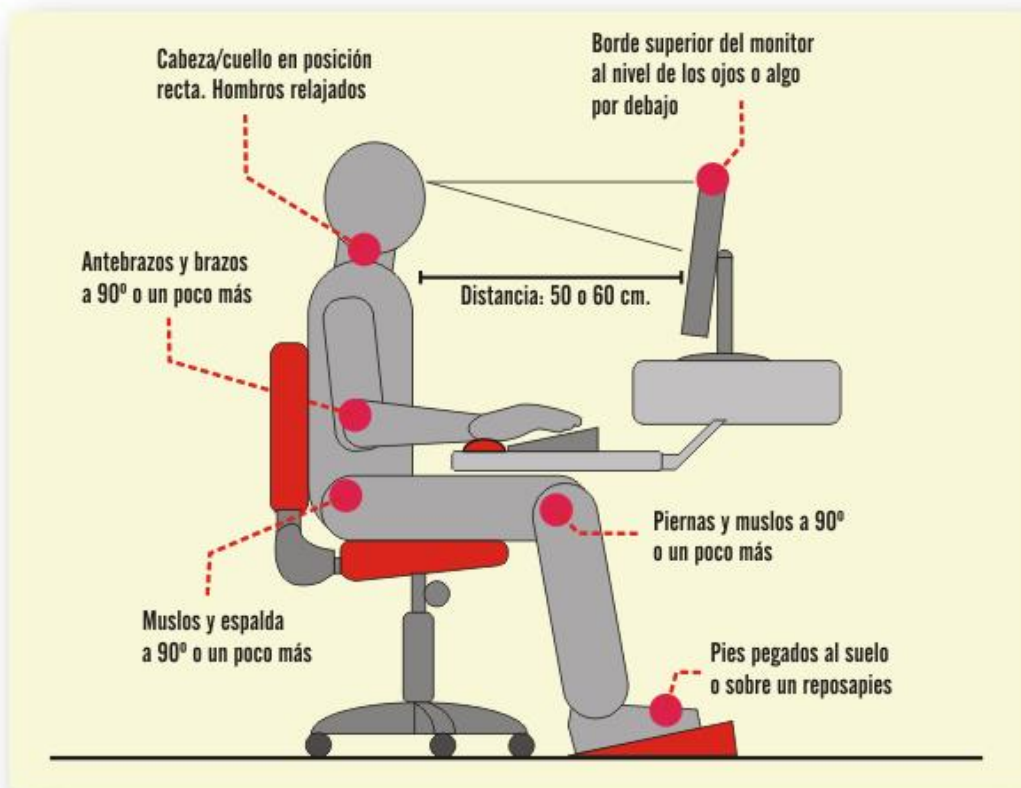 Cabeza/cuello en posición
recta. Hombros relajados
Borde superior del monitor
al nivel de los ojos o algo
por debajo
Antebrazos y brazos
a 90º o un poco más
Distancia: 50 o 60 cm.
Piernas y muslos a 90º
o un poco más
Muslos y espalda
a 90º o un poco más
Pies pegados al suelo
o sobre un reposapies